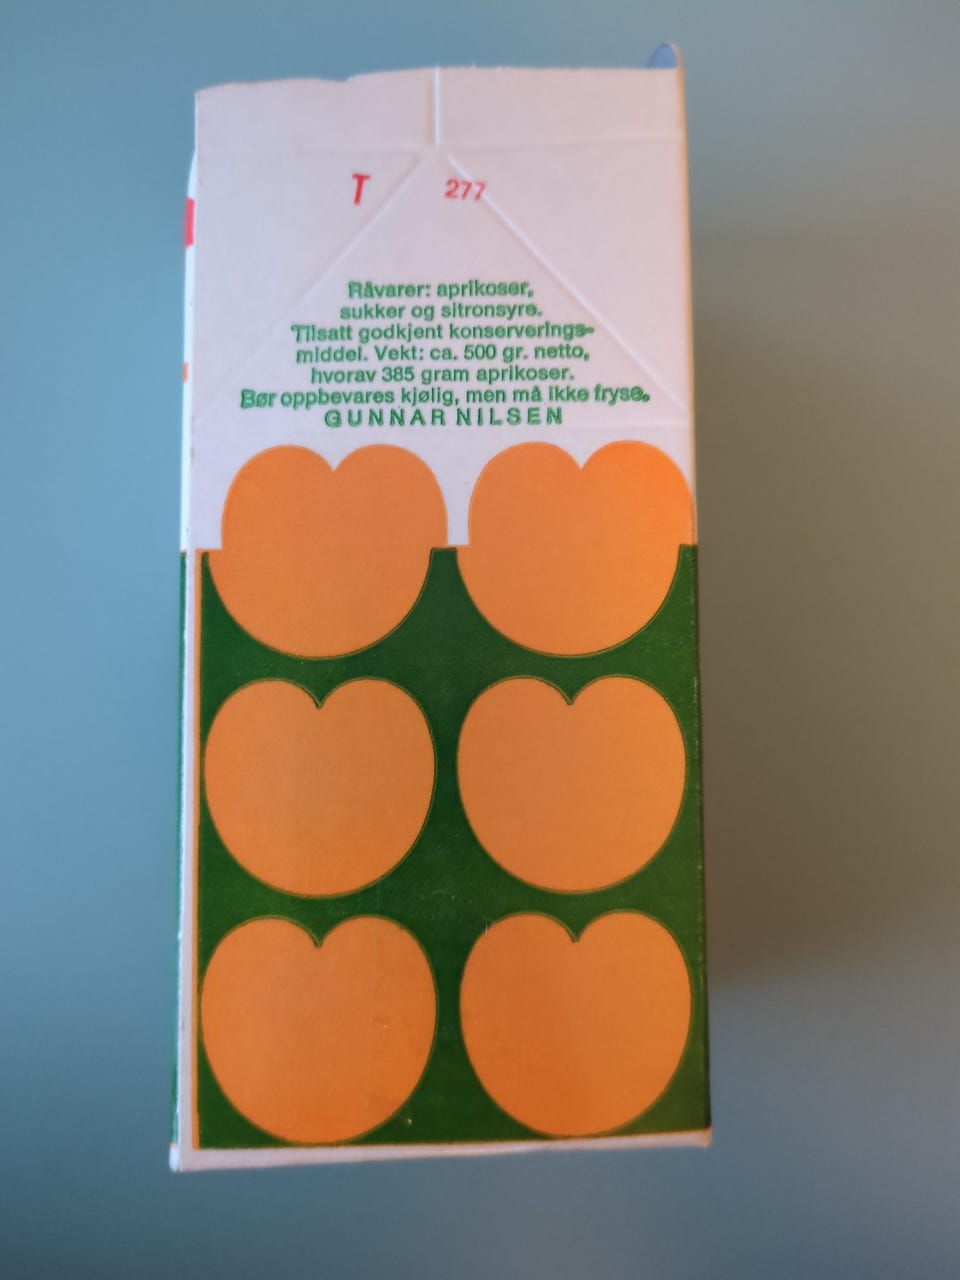 T 277
Råvarer: aprikoser,
sukker og sitronsyre.
Tilsatt godkjent konserverings-
middel. Vekt: ca. 500 gr. netto,
hvorav 385 gram aprikoser.
Bør oppbevares kjølig, men må ikke fryse.
GUNNAR NILSEN